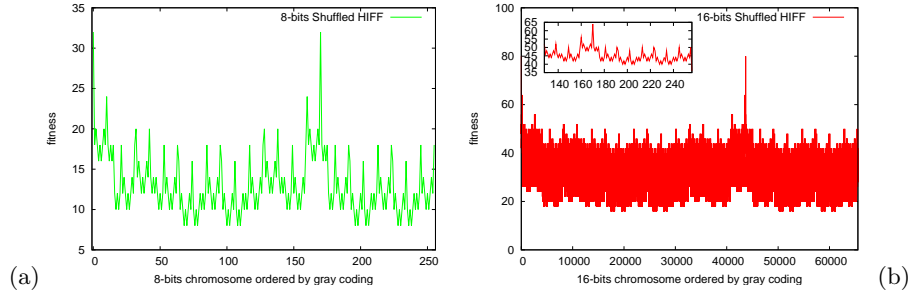 8-bits Shuffled HIFF
35
30
25
20
15
10
5
fitness
0 50 100 150 200 250
8-bits chromosome ordered by gray coding
(a)
16-bits Shuffled HIFF
100
80
60
40
20
0
fitness
65
60
55
50
45
40
35
140 160 180 200 220 240
0 10000 20000 30000 40000 50000 60000
16-bits chromosome ordered by gray coding
(b)